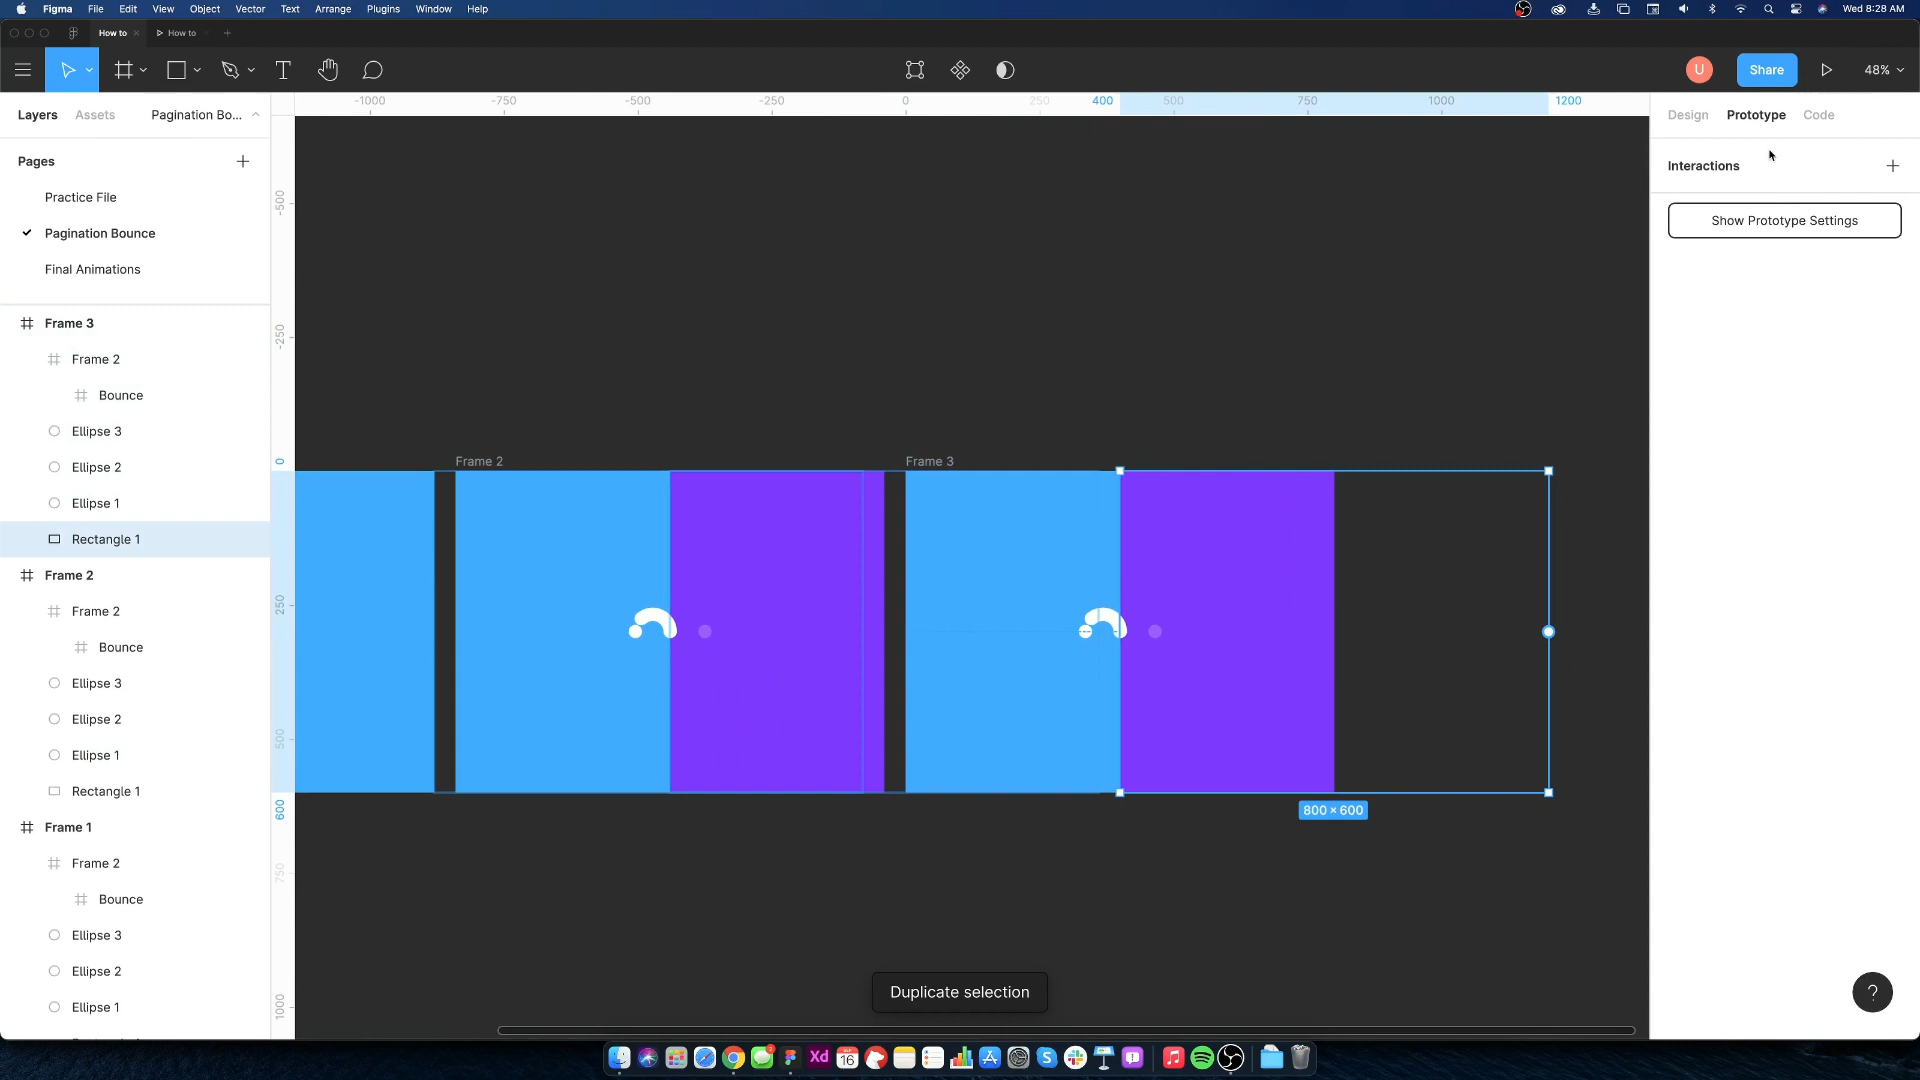 Figma File Edit View Object Vector Text Arrange Plugins Window Help Wed 8:28 AM
How to × How to × +
T U Share 48%
Layers Assets Pagination Bo...
-1000 -750 -500 -250 0 250 400 500 750 1000 1200
Design Prototype Code
Pages +
Interactions +
Practice File
Show Prototype Settings
Pagination Bounce
Final Animations
Frame 3
Frame 2
Bounce
Ellipse 3
Ellipse 2
Ellipse 1
Rectangle 1
Frame 2
Frame 2
Bounce
Ellipse 3
Ellipse 2
Ellipse 1
Rectangle 1
Frame 1
Frame 2
Bounce
Ellipse 3
Ellipse 2
Ellipse 1
-500
-250
0
250
500
600
750
1000
Frame 2 Frame 3
800 × 600
Duplicate selection
?
Xd 16 S